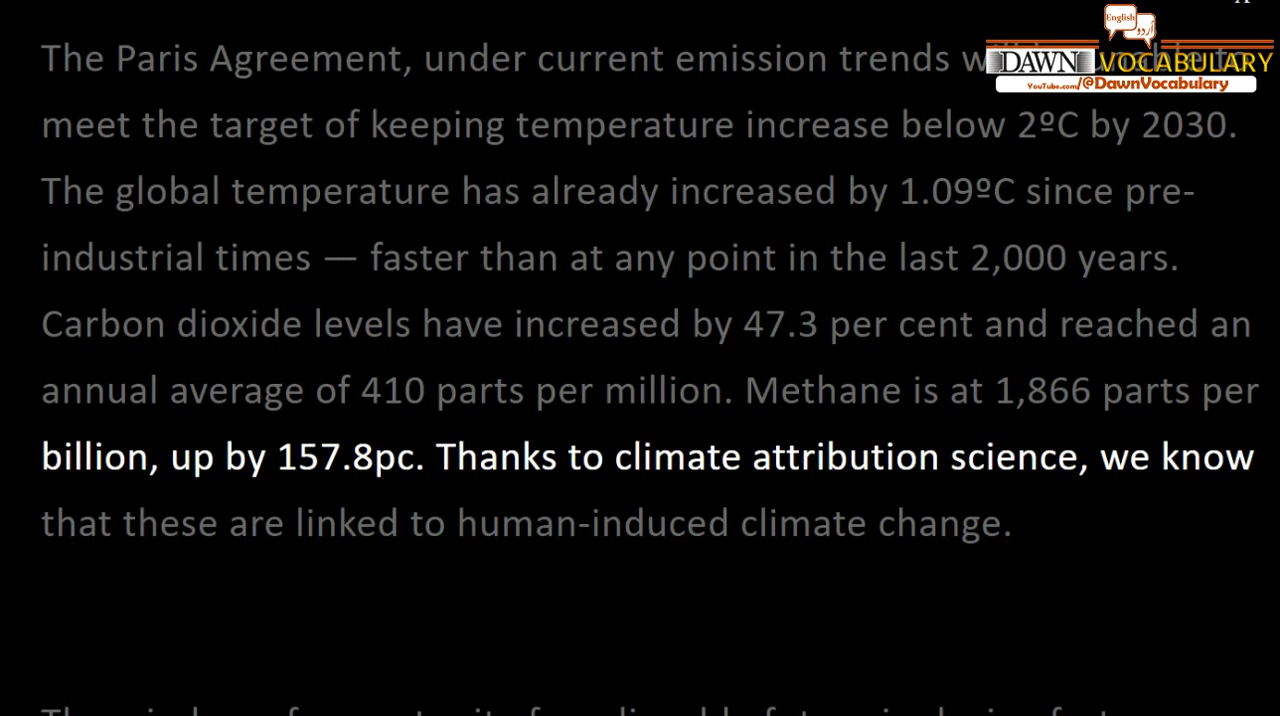 English
اُردو
DAWN VOCABULARY
YouTube.com/@DawnVocabulary
The Paris Agreement, under current emission trends
meet the target of keeping temperature increase below 2ºC by 2030.
The global temperature has already increased by 1.09ºC since pre-
industrial times — faster than at any point in the last 2,000 years.
Carbon dioxide levels have increased by 47.3 per cent and reached an
annual average of 410 parts per million. Methane is at 1,866 parts per
billion, up by 157.8pc. Thanks to climate attribution science, we know
that these are linked to human-induced climate change.